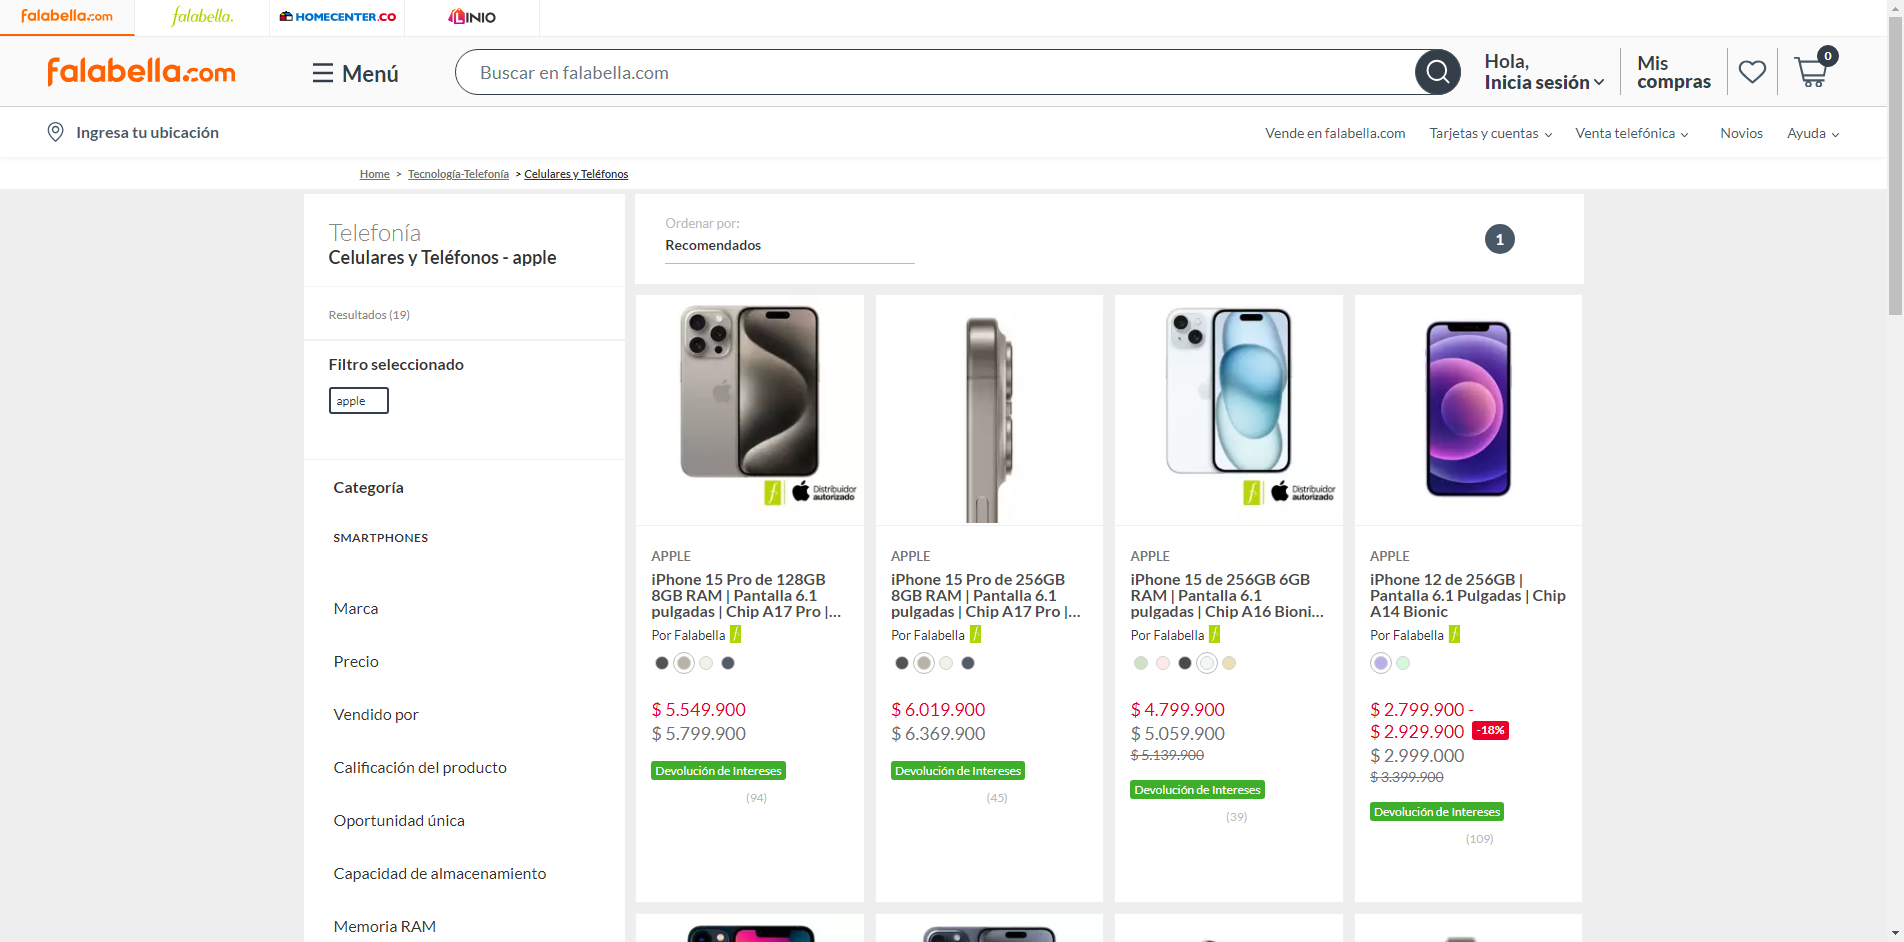 falabella.com
falabella.
HOMECENTER.CO
LINIO
falabella.com
Menú
Buscar en falabella.com
Hola,
Inicia sesión
Mis
compras
0
Ingresa tu ubicación
Vende en falabella.com
Tarjetas y cuentas
Venta telefónica
Novios
Ayuda
Home > Tecnología-Telefonía > Celulares y Teléfonos
Telefonía
Celulares y Teléfonos - apple
Resultados (19)
Filtro seleccionado
apple
Categoría
SMARTPHONES
Marca
Precio
Vendido por
Calificación del producto
Oportunidad única
Capacidad de almacenamiento
Memoria RAM
Ordenar por:
Recomendados
1
f
Distribuidor
autorizado
APPLE
iPhone 15 Pro de 128GB
8GB RAM | Pantalla 6.1
pulgadas | Chip A17 Pro |...
Por Falabella f
$ 5.549.900
$ 5.799.900
Devolución de Intereses
(94)
APPLE
iPhone 15 Pro de 256GB
8GB RAM | Pantalla 6.1
pulgadas | Chip A17 Pro |...
Por Falabella f
$ 6.019.900
$ 6.369.900
Devolución de Intereses
(45)
f
Distribuidor
autorizado
APPLE
iPhone 15 de 256GB 6GB
RAM | Pantalla 6.1
pulgadas | Chip A16 Bioni...
Por Falabella f
$ 4.799.900
$ 5.059.900
$ 5.139.900
Devolución de Intereses
(39)
APPLE
iPhone 12 de 256GB |
Pantalla 6.1 Pulgadas | Chip
A14 Bionic
Por Falabella f
$ 2.799.900 -
$ 2.929.900 -18%
$ 2.999.000
$ 3.399.900
Devolución de Intereses
(109)